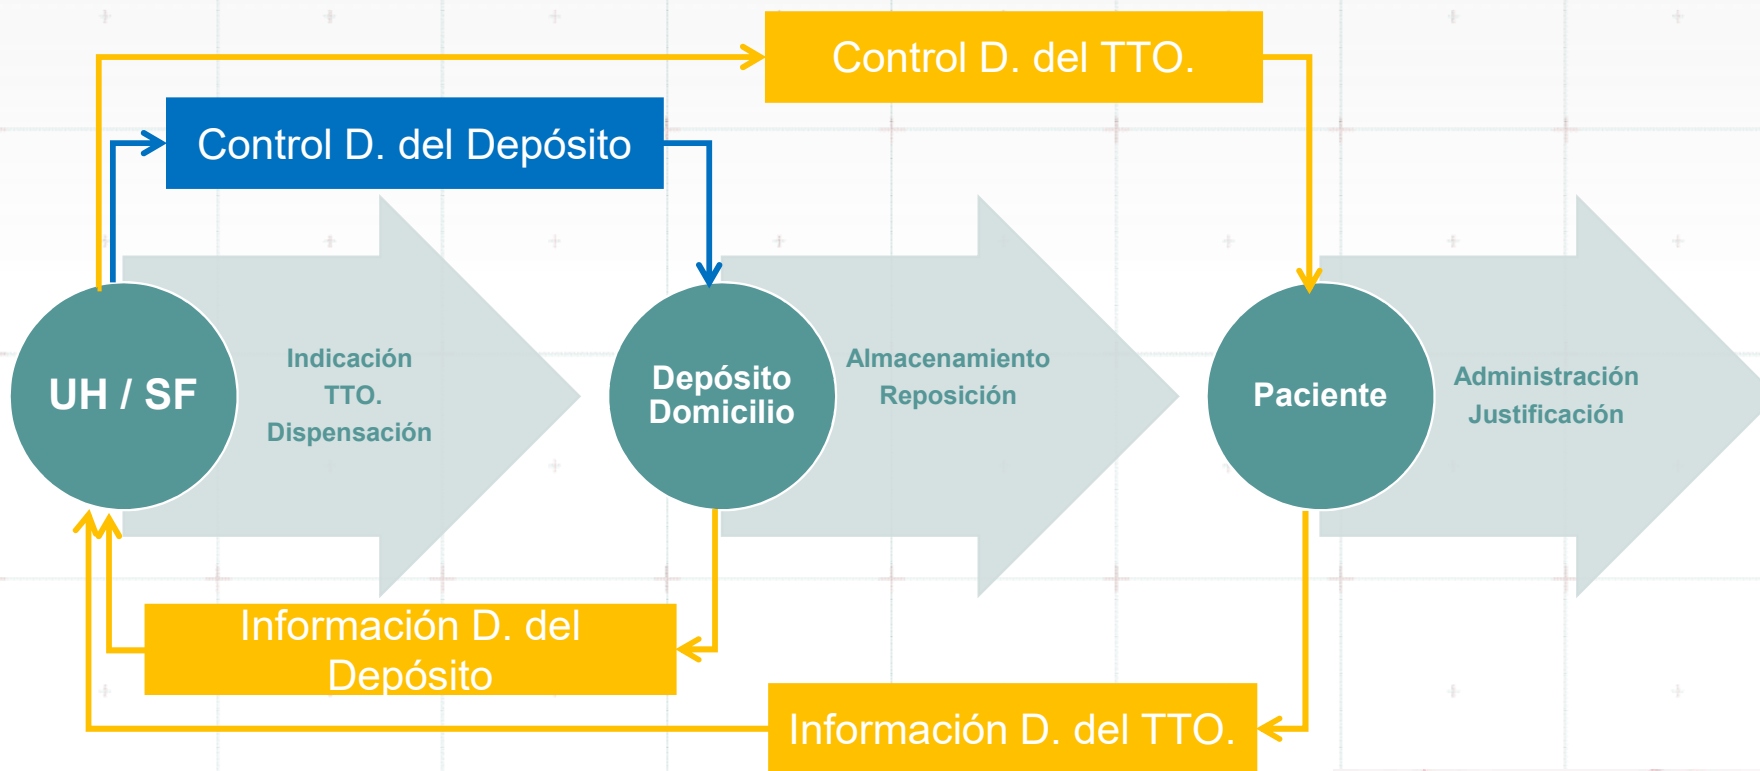 Control D. del TTO.
Control D. del Depósito
UH / SF
Indicación
TTO.
Dispensación
Depósito
Domicilio
Almacenamiento
Reposición
Paciente
Administración
Justificación
Información D. del
Depósito
Información D. del TTO.